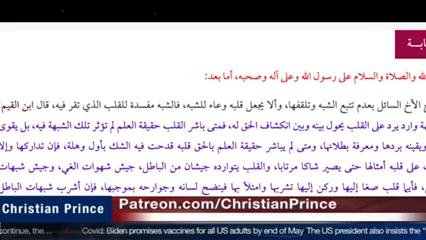 ـابـة
لله والصلاة والسلام على رسول الله وعلى آله وصحبه، أما بعد:
الأخ السائل بعدم تتبع الشبه وتلقفها، وألا يجعل قلبه وعاء للشبه، فالشبه مفسدة للقلب الذي تقر فيه، قال ابن القيم:
وارد يرد على القلب يحول بينه وبين انكشاف الحق له، فمتى باشر القلب حقيقة العلم لم تؤثر تلك الشبهة فيه، بل يقوى
ويقينه بردها ومعرفة بطلانها، ومتى لم يباشر حقيقة العلم بالحق قلبه قدحت فيه الشك بأول وهلة، فإن تداركها وإلا
على قلبه أمثالها حتى يصير شاكا مرتابا، والقلب يتوارده جيشان من الباطل، جيش شهوات الغي، وجيش شبهات
فأيما قلب صغا إليها وركن إليها تشربها وامتلأ بها فينضح لسانه وجوارحه بموجبها، فإن أشرب شبهات الباطل
Christian Prince
Patreon.com/ChristianPrince
continue, the...
Covid: Biden promises vaccines for all US adults by end of May The US president also insists the "